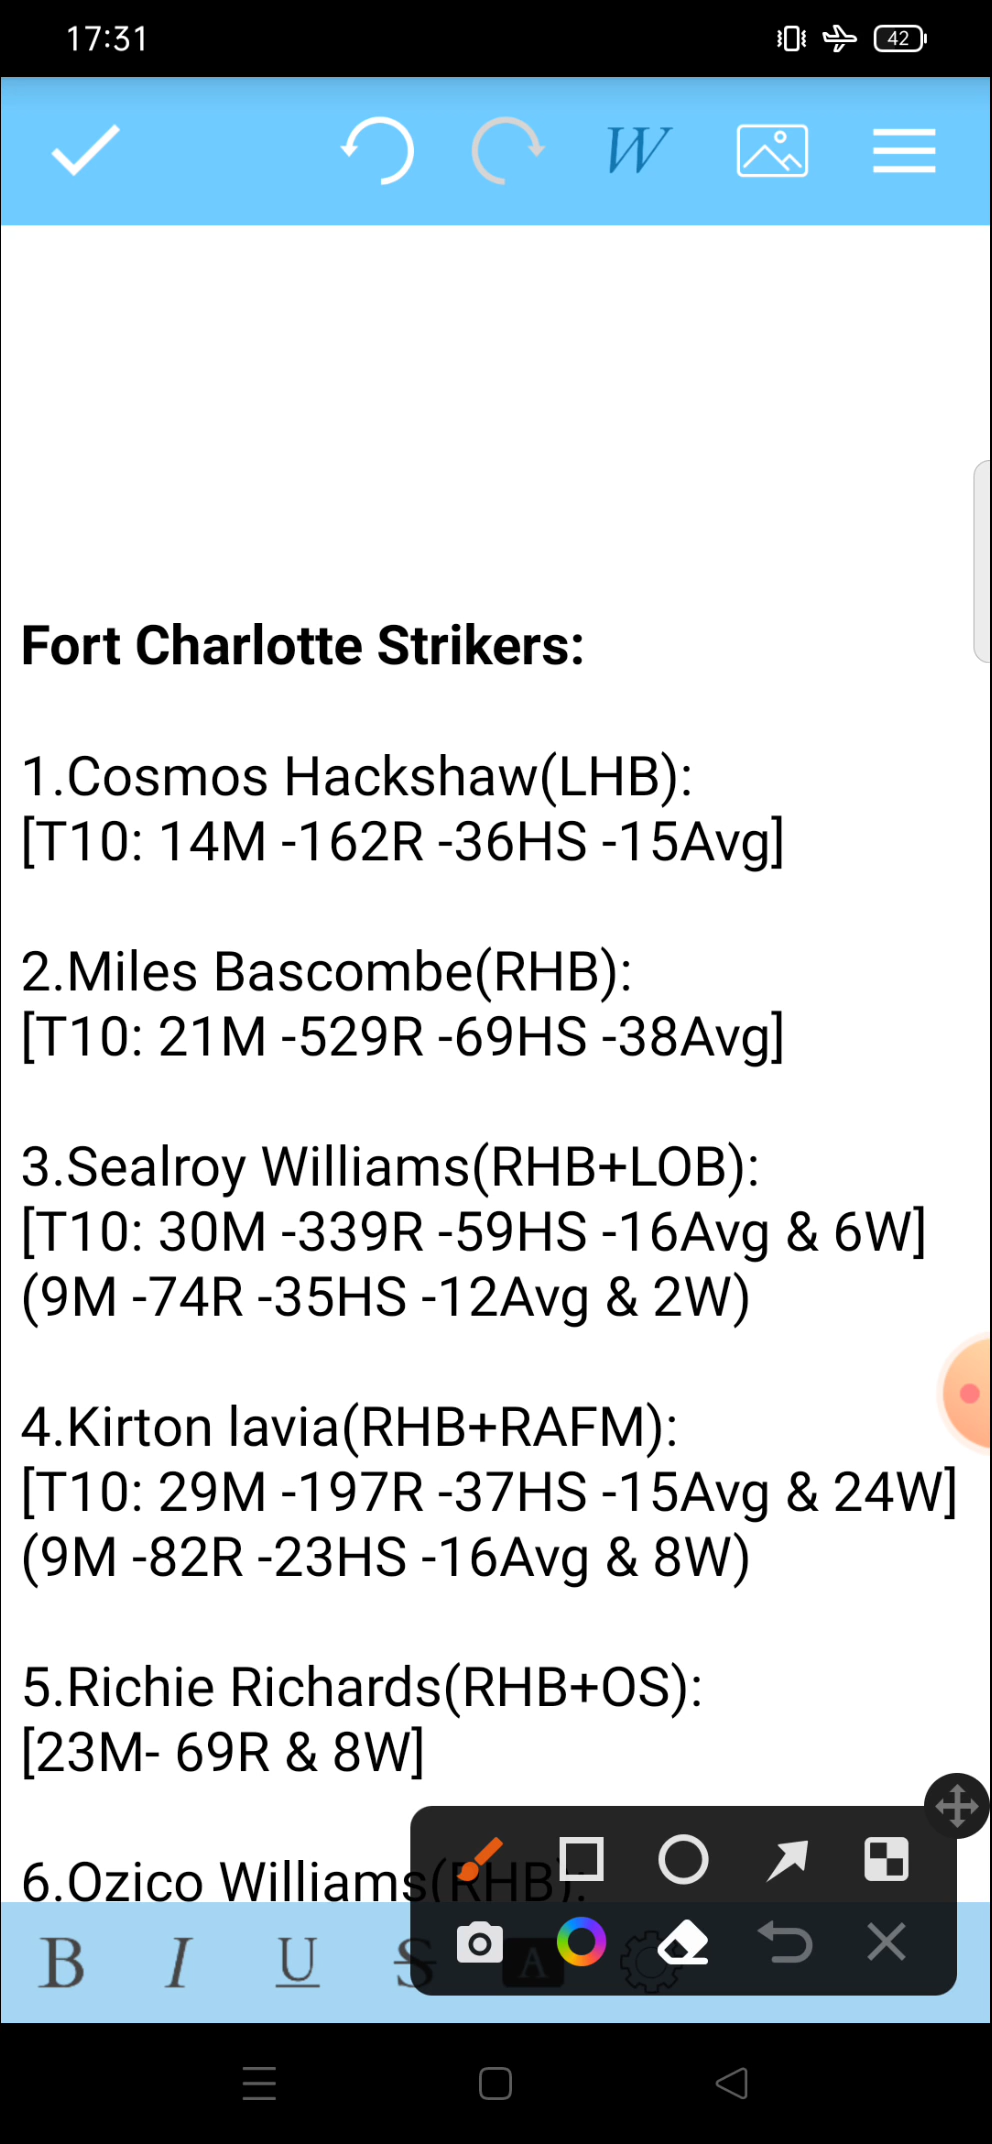 17:31
42
W
Fort Charlotte Strikers:
1.Cosmos Hackshaw(LHB):
[T10: 14M -162R -36HS -15Avg]
2.Miles Bascombe(RHB):
[T10: 21M -529R -69HS -38Avg]
3.Sealroy Williams(RHB+LOB):
[T10: 30M -339R -59HS -16Avg & 6W]
(9M -74R -35HS -12Avg & 2W)
4.Kirton lavia(RHB+RAFM):
[T10: 29M -197R -37HS -15Avg & 24W]
(9M -82R -23HS -16Avg & 8W)
5.Richie Richards(RHB+OS):
[23M- 69R & 8W]
6.Ozico Williams(RHB):
B I U S A